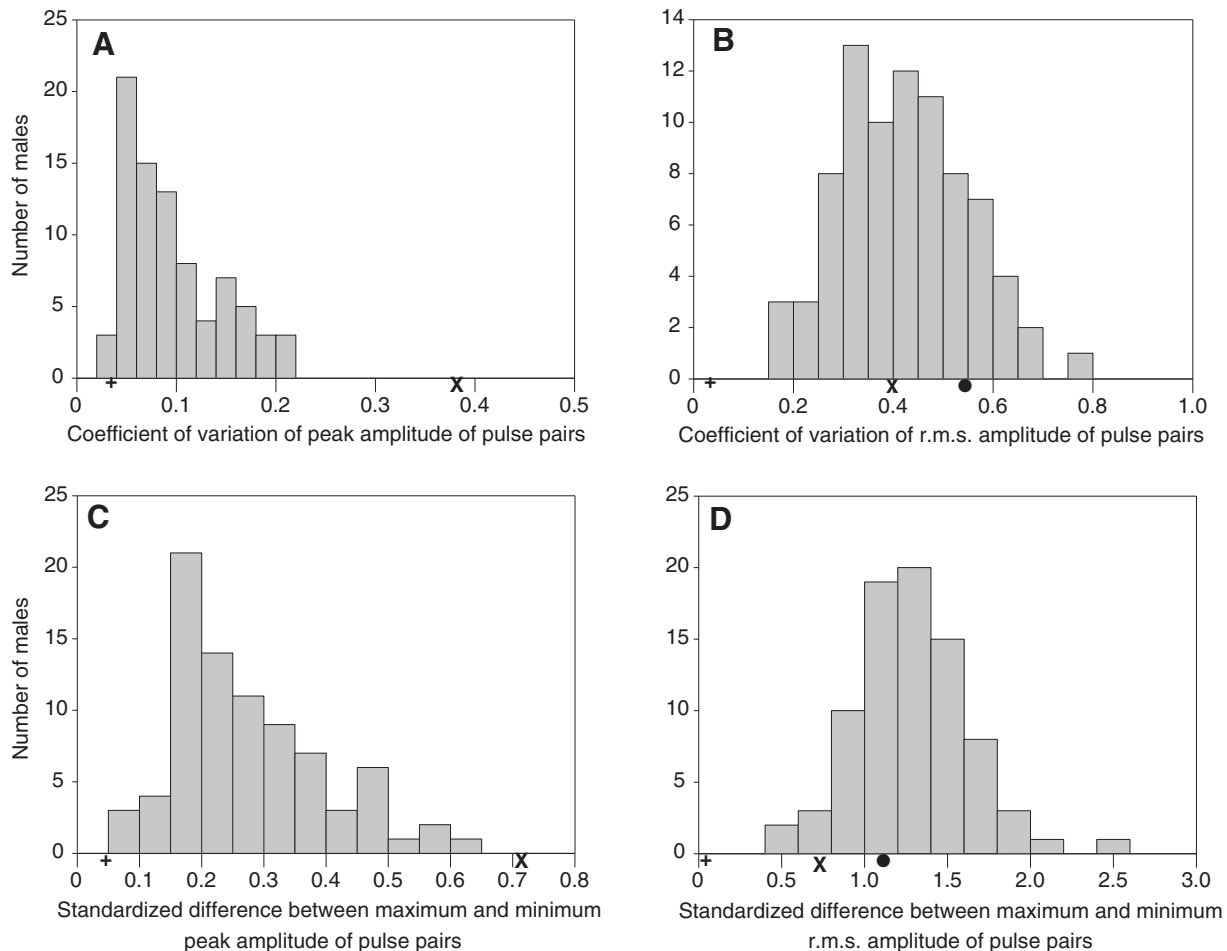 A
25
20
15
10
5
0
Number of males
+
X
0 0.1 0.2 0.3 0.4 0.5
Coefficient of variation of peak amplitude of pulse pairs
B
14
12
10
8
6
4
2
0
+
X
0 0.2 0.4 0.6 0.8 1.0
Coefficient of variation of r.m.s. amplitude of pulse pairs
C
25
20
15
10
5
0
Number of males
+
X
0 0.1 0.2 0.3 0.4 0.5 0.6 0.7 0.8
Standardized difference between maximum and minimum
peak amplitude of pulse pairs
D
25
20
15
10
5
0
+
X
0 0.5 1.0 1.5 2.0 2.5 3.0
Standardized difference between maximum and minimum
r.m.s. amplitude of pulse pairs